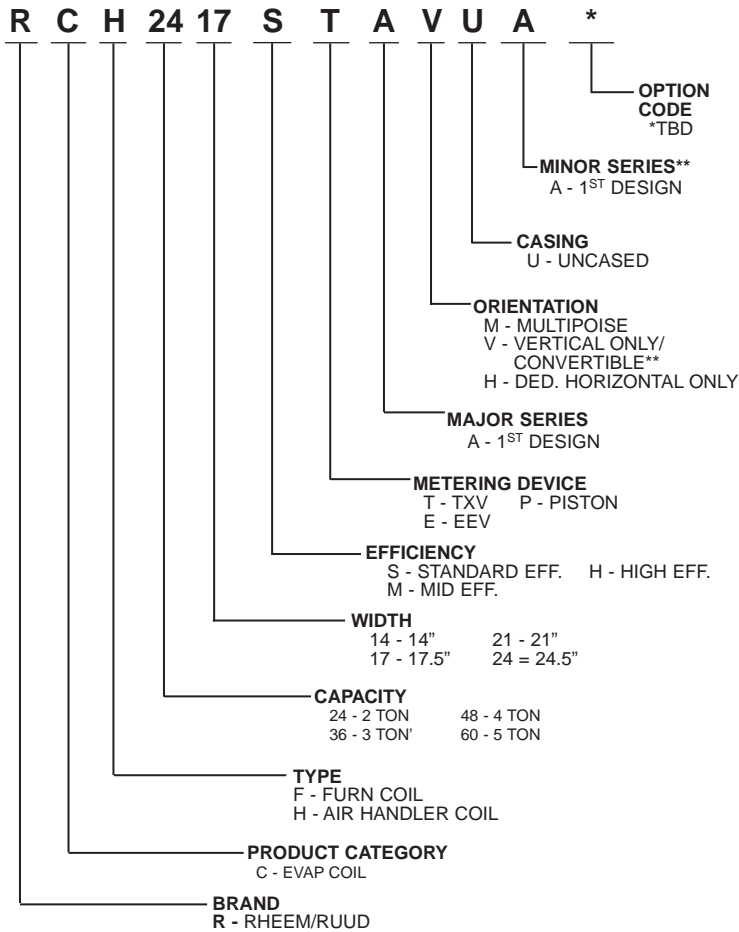 R C H 24 17 S T A V U A *
OPTION
CODE
*TBD
MINOR SERIES**
A - 1ST DESIGN
CASING
U - UNCASED
ORIENTATION
M - MULTIPOISE
V - VERTICAL ONLY/
CONVERTIBLE**
H - DED. HORIZONTAL ONLY
MAJOR SERIES
A - 1ST DESIGN
METERING DEVICE
T - TXV P - PISTON
E - EEV
EFFICIENCY
S - STANDARD EFF. H - HIGH EFF.
M - MID EFF.
WIDTH
14 - 14” 21 - 21”
17 - 17.5” 24 = 24.5”
CAPACITY
24 - 2 TON 48 - 4 TON
36 - 3 TON’ 60 - 5 TON
TYPE
F - FURN COIL
H - AIR HANDLER COIL
PRODUCT CATEGORY
C - EVAP COIL
BRAND
R - RHEEM/RUUD